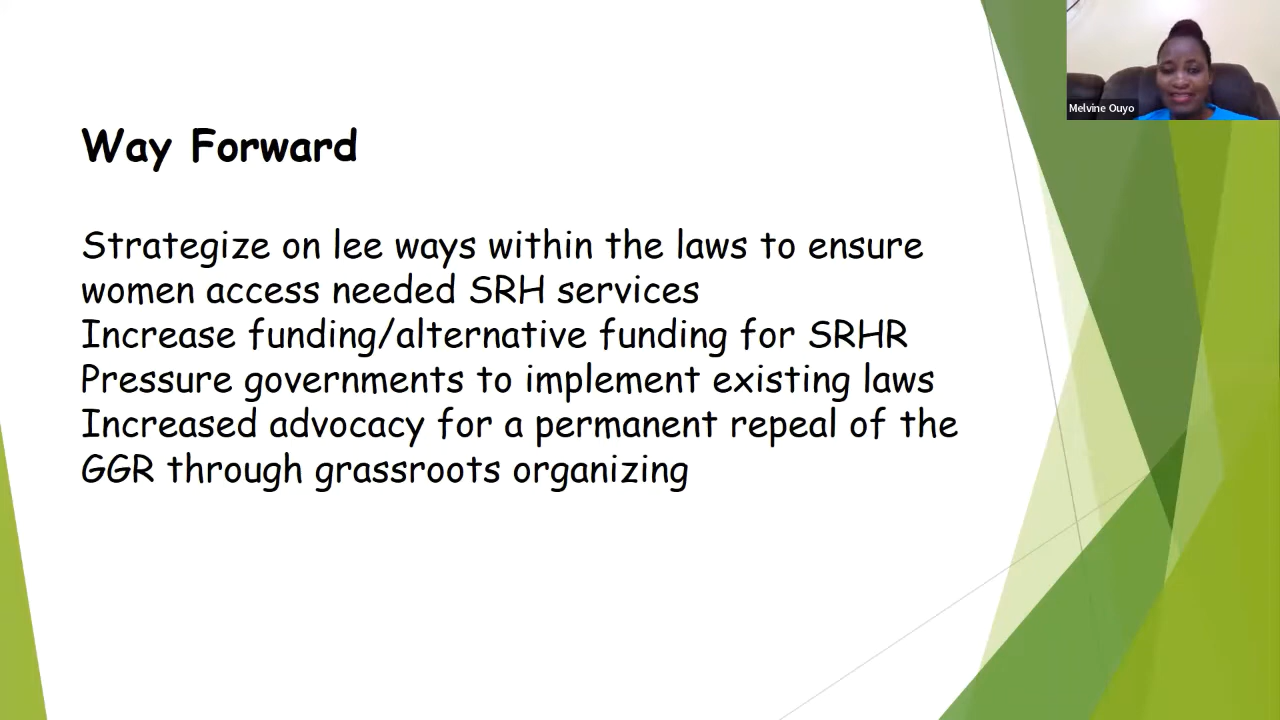 Melvine Ouyo
Way Forward
Strategize on lee ways within the laws to ensure
women access needed SRH services
Increase funding/alternative funding for SRHR
Pressure governments to implement existing laws
Increased advocacy for a permanent repeal of the
GGR through grassroots organizing